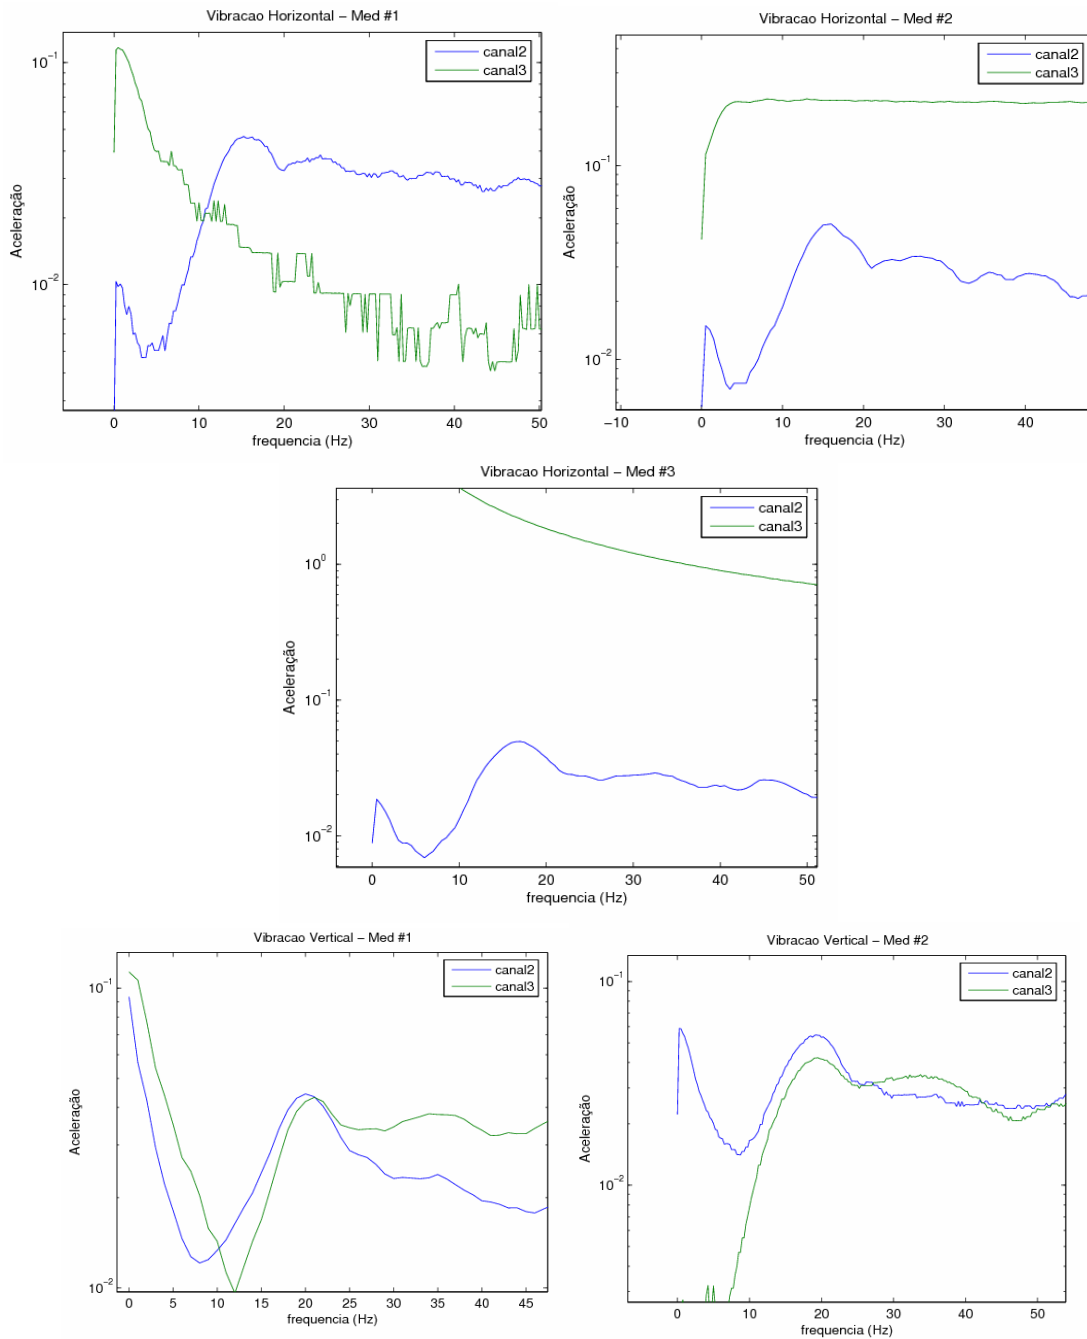 Vibracao Horizontal − Med #1
canal2
canal3
10⁻¹
10⁻²
Aceleração
0 10 20 30 40 50
frequencia (Hz)
Vibracao Horizontal − Med #2
canal2
canal3
10⁻¹
10⁻²
Aceleração
−10 0 10 20 30 40
frequencia (Hz)
Vibracao Horizontal − Med #3
canal2
canal3
10⁰
10⁻¹
10⁻²
Aceleração
0 10 20 30 40 50
frequencia (Hz)
Vibracao Vertical − Med #1
canal2
canal3
10⁻¹
10⁻²
Aceleração
0 5 10 15 20 25 30 35 40 45
frequencia (Hz)
Vibracao Vertical − Med #2
canal2
canal3
10⁻¹
10⁻²
Aceleração
0 10 20 30 40 50
frequencia (Hz)